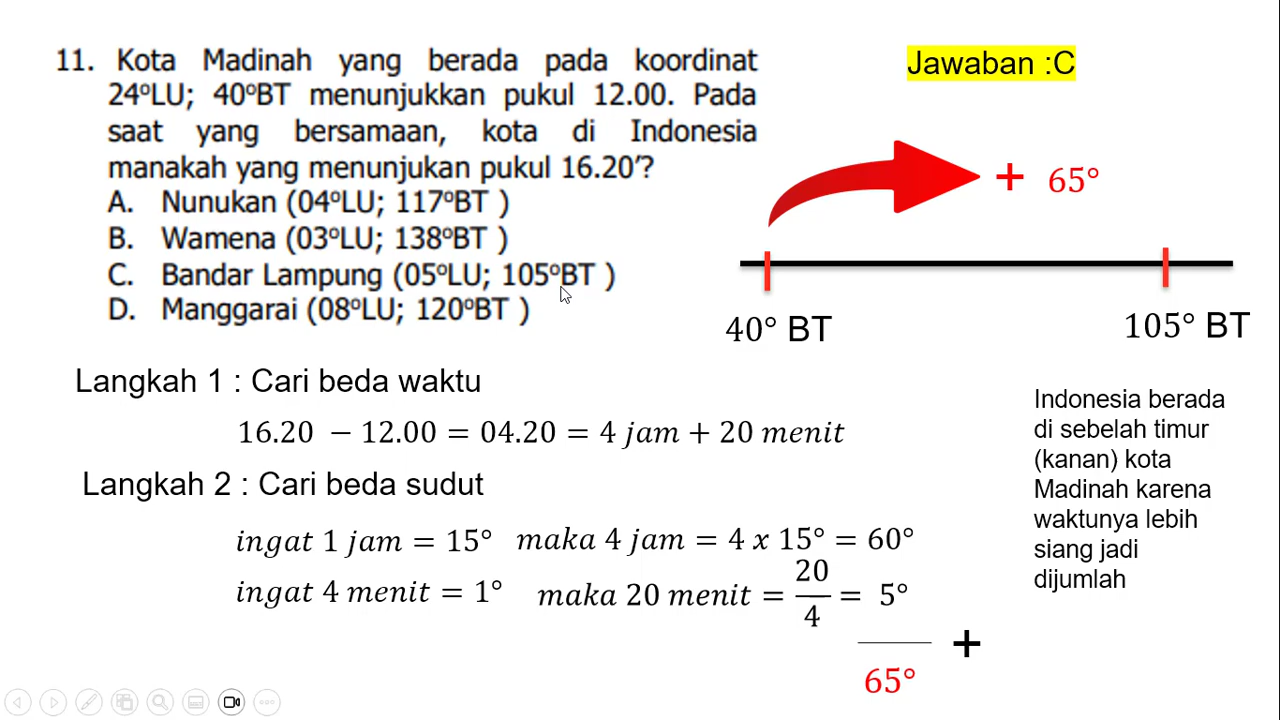 11. Kota Madinah yang berada pada koordinat
24°LU; 40°BT menunjukkan pukul 12.00. Pada
saat yang bersamaan, kota di Indonesia
manakah yang menunjukan pukul 16.20'?
A. Nunukan (04°LU; 117°BT )
B. Wamena (03°LU; 138°BT )
C. Bandar Lampung (05°LU; 105°BT )
D. Manggarai (08°LU; 120°BT )
Jawaban :C
+ 65°
40° BT
105° BT
Langkah 1 : Cari beda waktu
16.20 − 12.00 = 04.20 = 4 jam + 20 menit
Langkah 2 : Cari beda sudut
ingat 1 jam = 15° maka 4 jam = 4 x 15° = 60°
ingat 4 menit = 1° maka 20 menit = 20/4 = 5°
+
65°
Indonesia berada
di sebelah timur
(kanan) kota
Madinah karena
waktunya lebih
siang jadi
dijumlah